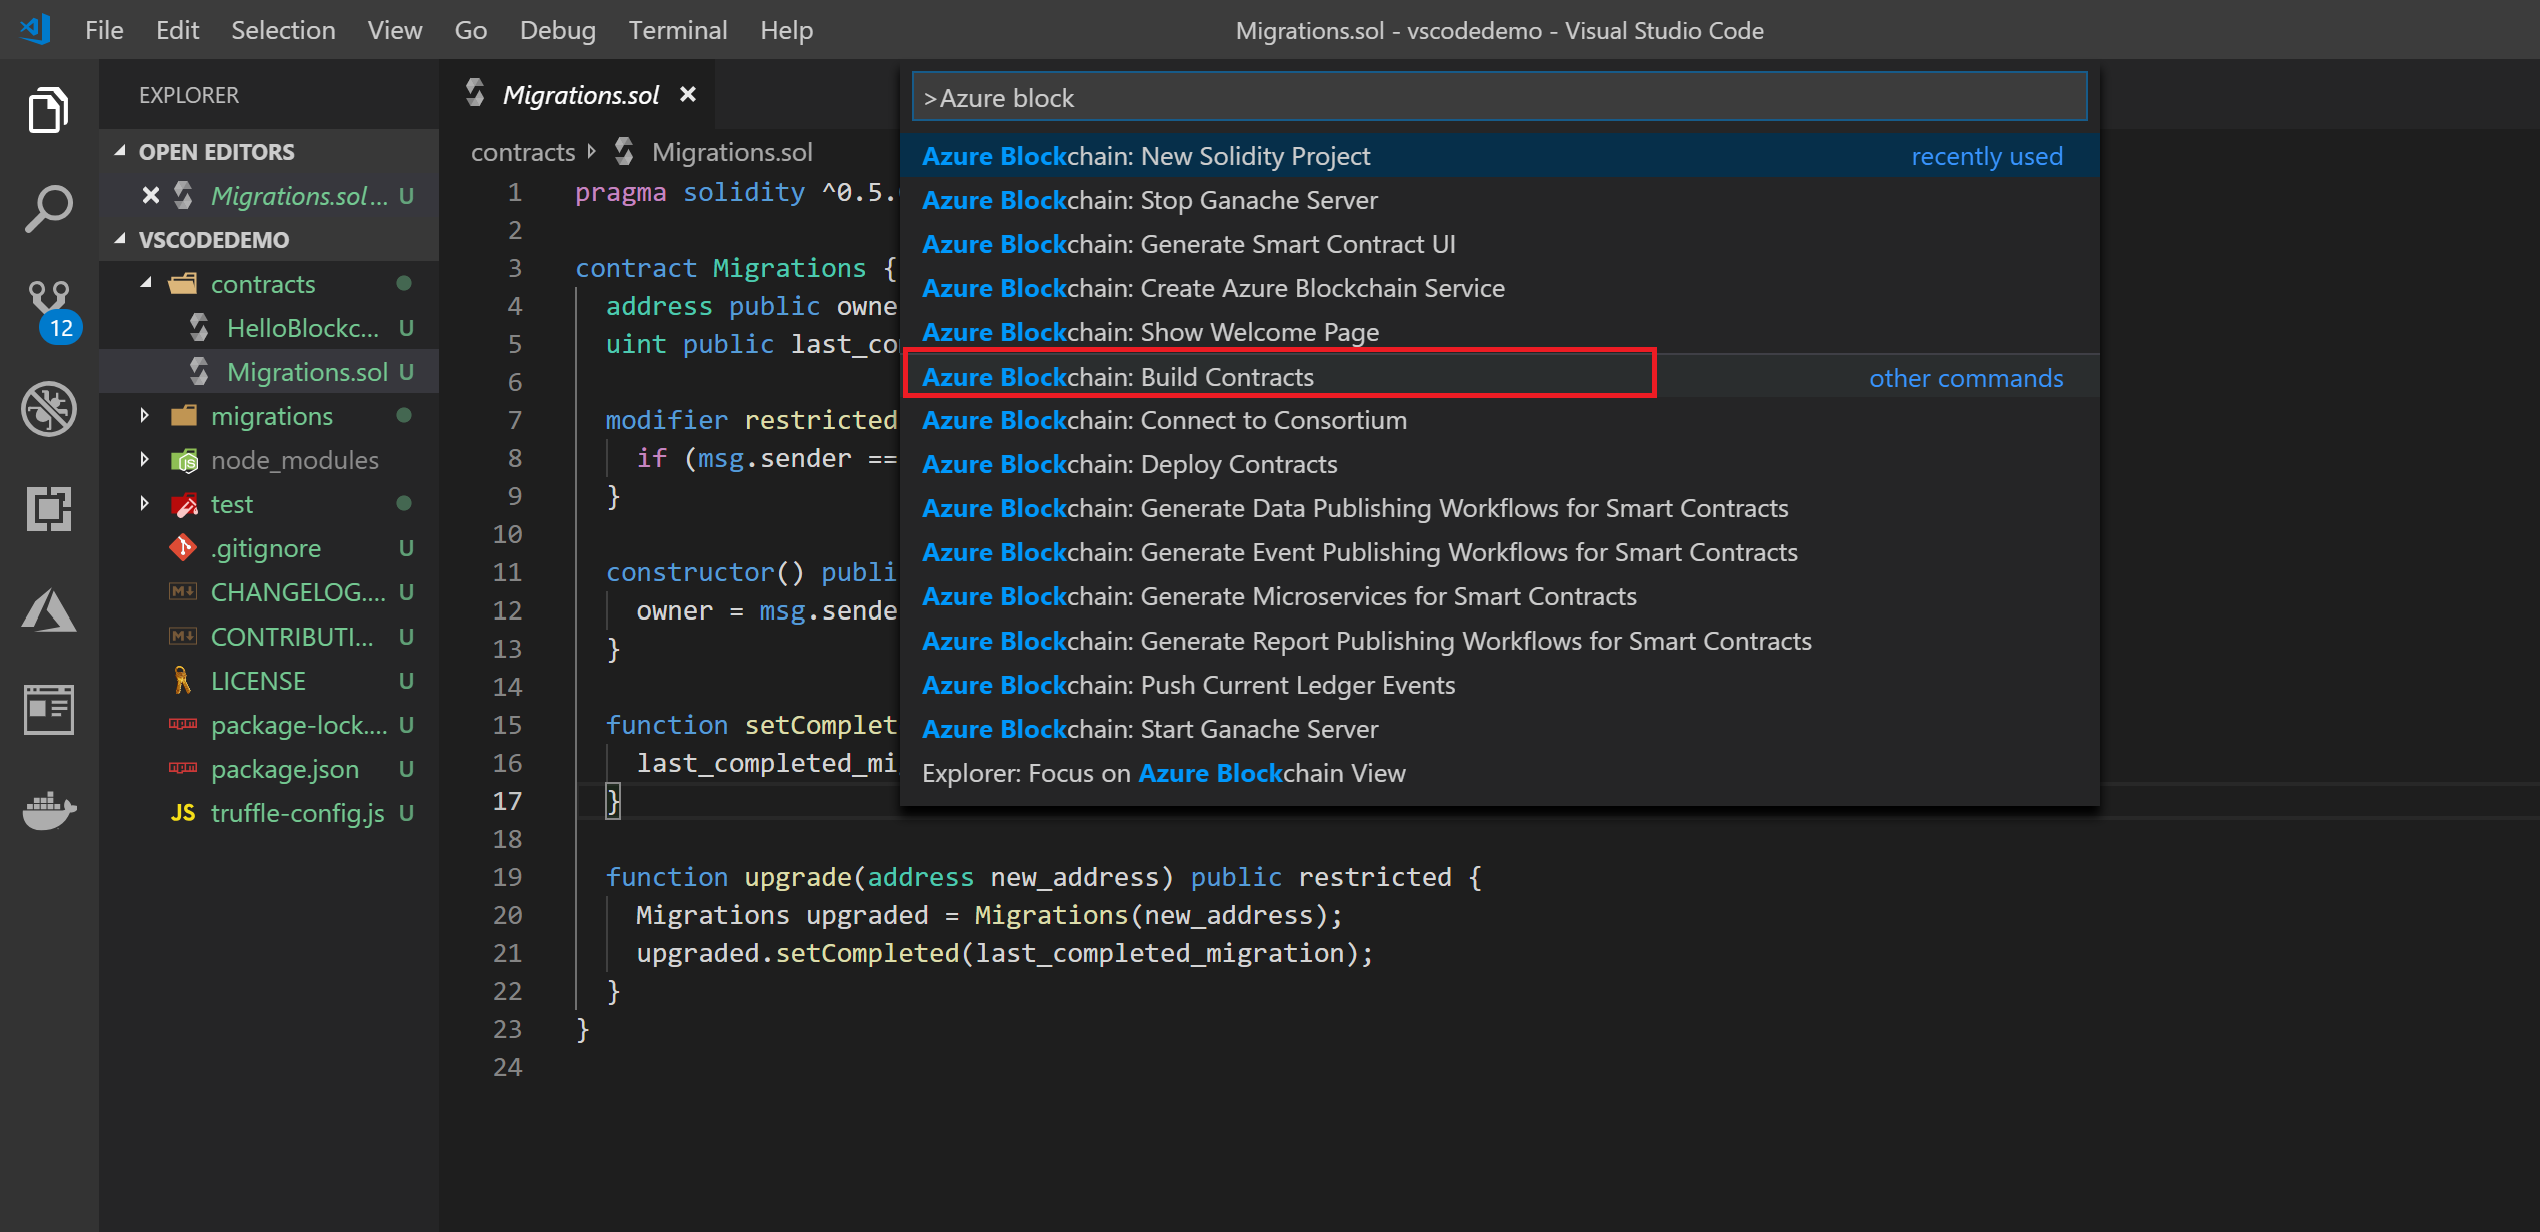 File Edit Selection View Go Debug Terminal Help
Migrations.sol - vscodedemo - Visual Studio Code
EXPLORER
OPEN EDITORS
Migrations.sol... U
VSCODEDEMO
contracts
HelloBlockc... U
Migrations.sol U
migrations
node_modules
test
.gitignore U
CHANGELOG.... U
CONTRIBUTI... U
LICENSE U
package-lock.... U
package.json U
JS truffle-config.js U
12
Migrations.sol
contracts Migrations.sol
1 pragma solidity ^0.5.
2
3 contract Migrations {
4 address public owne
5 uint public last_co
6
7 modifier restricted
8 if (msg.sender ==
9 }
10
11 constructor() publi
12 owner = msg.sende
13 }
14
15 function setComplet
16 last_completed_mi
17 }
18
19 function upgrade(address new_address) public restricted {
20 Migrations upgraded = Migrations(new_address);
21 upgraded.setCompleted(last_completed_migration);
22 }
23 }
24
>Azure block
Azure Blockchain: New Solidity Project recently used
Azure Blockchain: Stop Ganache Server
Azure Blockchain: Generate Smart Contract UI
Azure Blockchain: Create Azure Blockchain Service
Azure Blockchain: Show Welcome Page
Azure Blockchain: Build Contracts other commands
Azure Blockchain: Connect to Consortium
Azure Blockchain: Deploy Contracts
Azure Blockchain: Generate Data Publishing Workflows for Smart Contracts
Azure Blockchain: Generate Event Publishing Workflows for Smart Contracts
Azure Blockchain: Generate Microservices for Smart Contracts
Azure Blockchain: Generate Report Publishing Workflows for Smart Contracts
Azure Blockchain: Push Current Ledger Events
Azure Blockchain: Start Ganache Server
Explorer: Focus on Azure Blockchain View